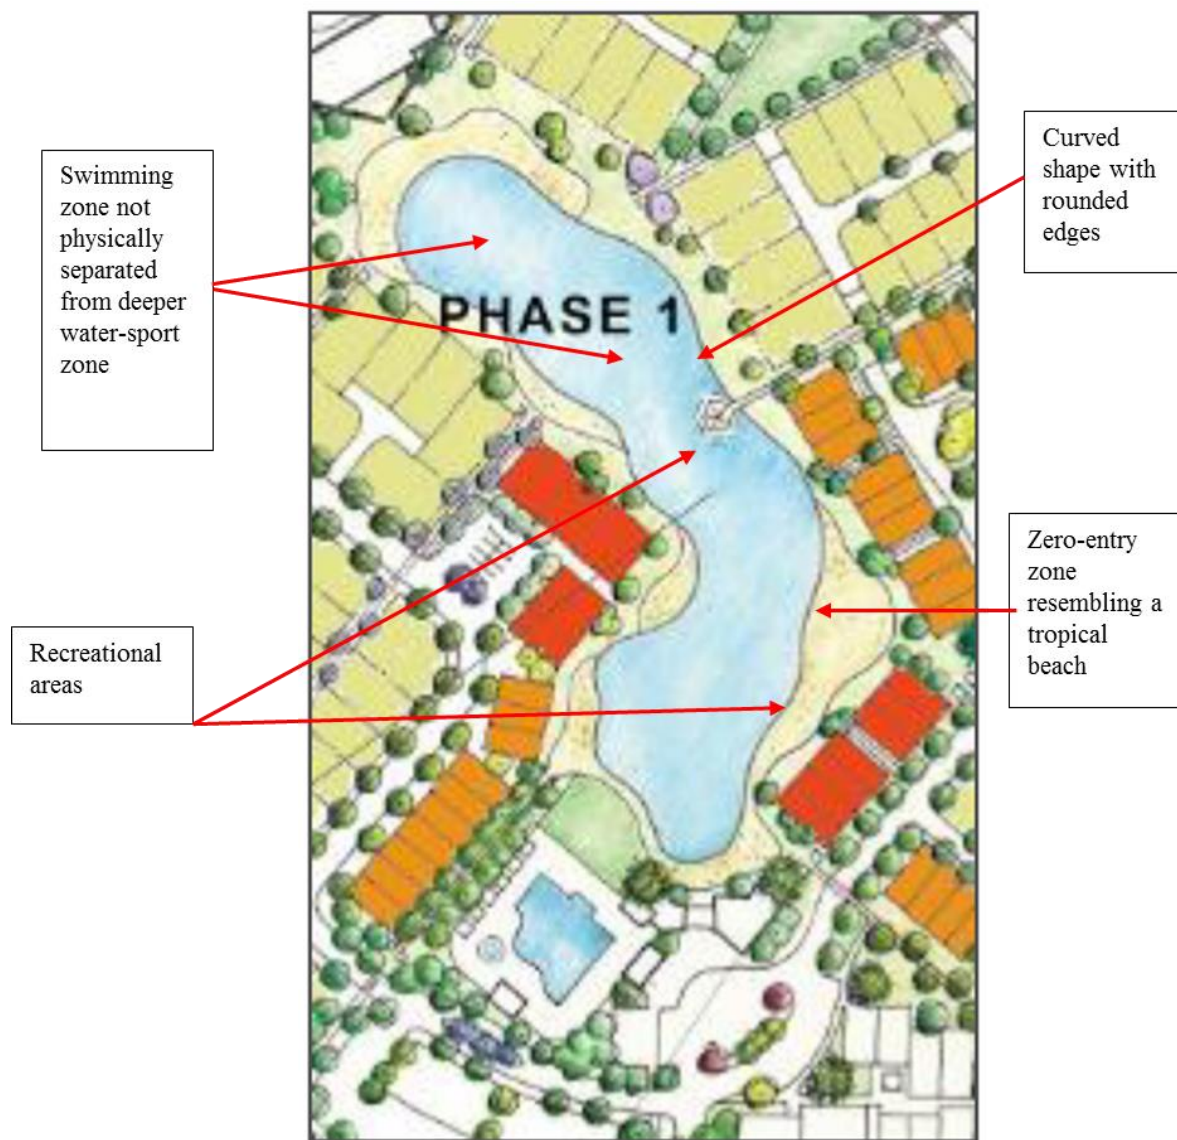 Swimming
zone not
physically
separated
from deeper
water-sport
zone
Curved
shape with
rounded
edges
PHASE 1
Zero-entry
zone
resembling a
tropical
beach
Recreational
areas